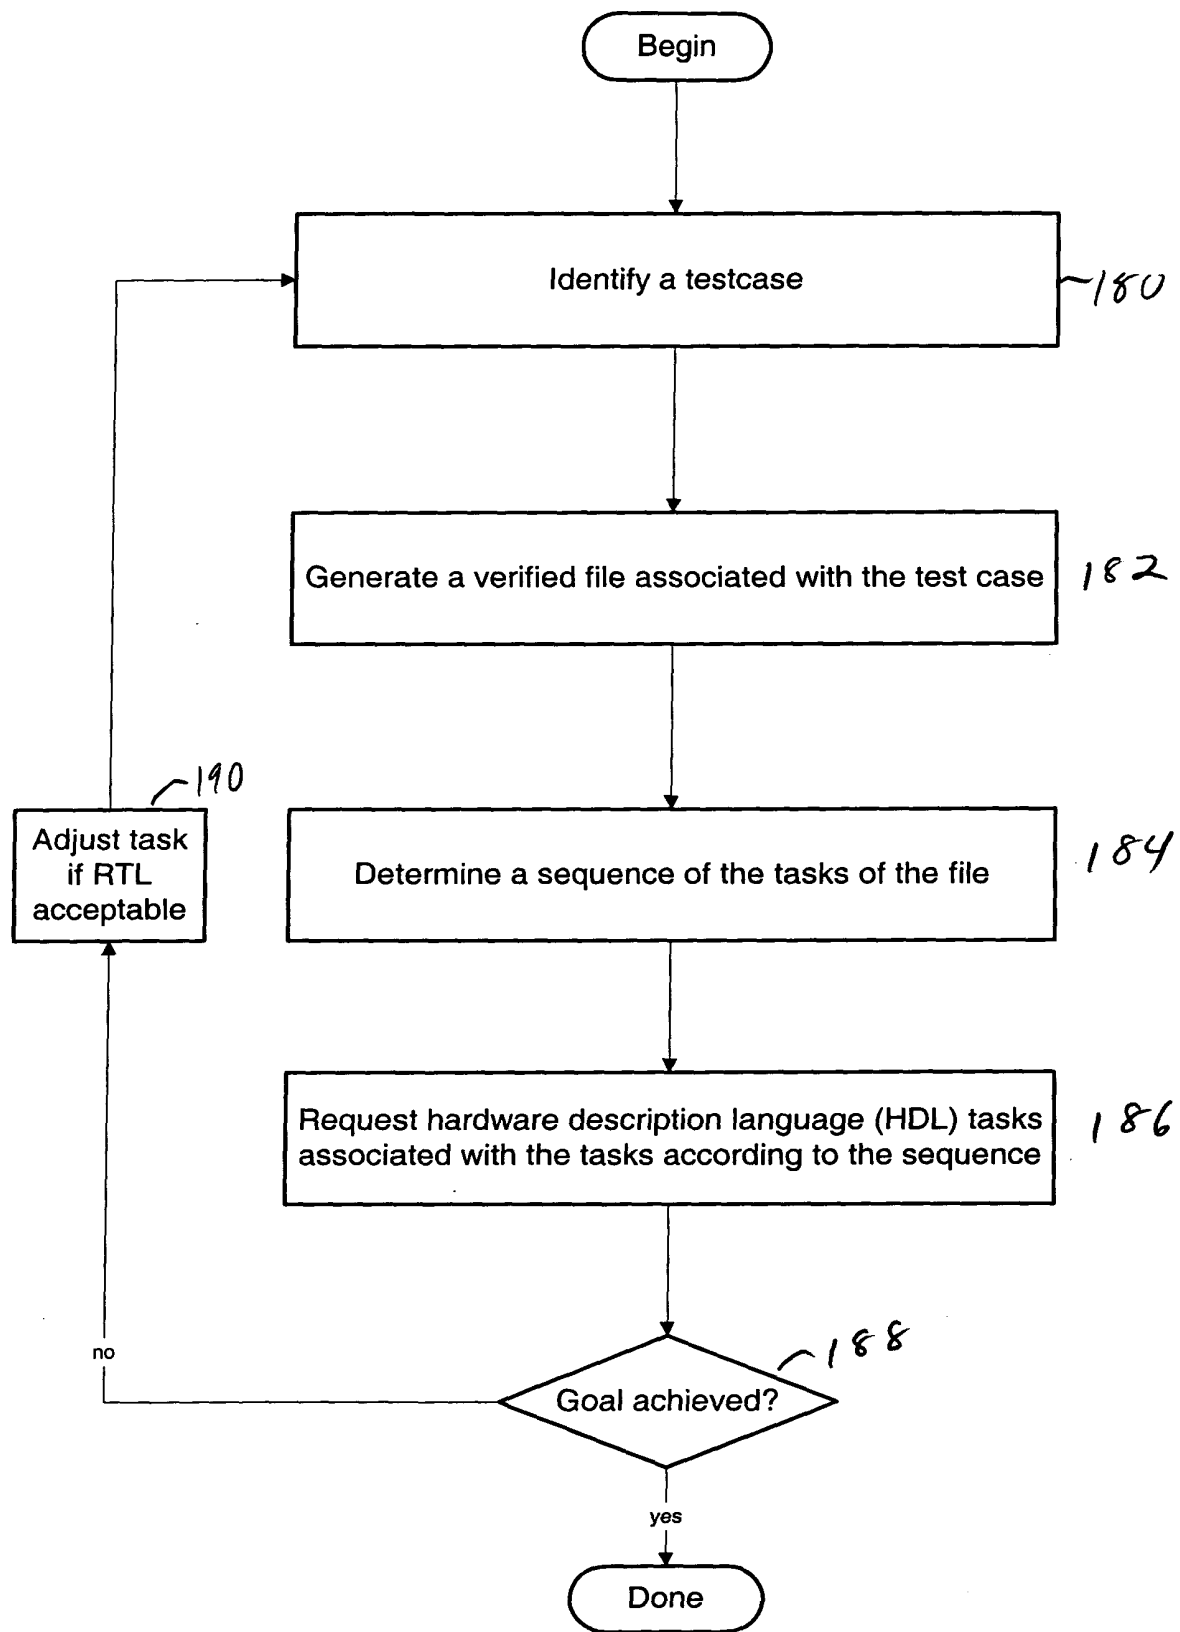 Begin
Identify a testcase
180
Generate a verified file associated with the test case
182
190
Adjust task
if RTL
acceptable
Determine a sequence of the tasks of the file
184
Request hardware description language (HDL) tasks
associated with the tasks according to the sequence
186
no
188
Goal achieved?
yes
Done